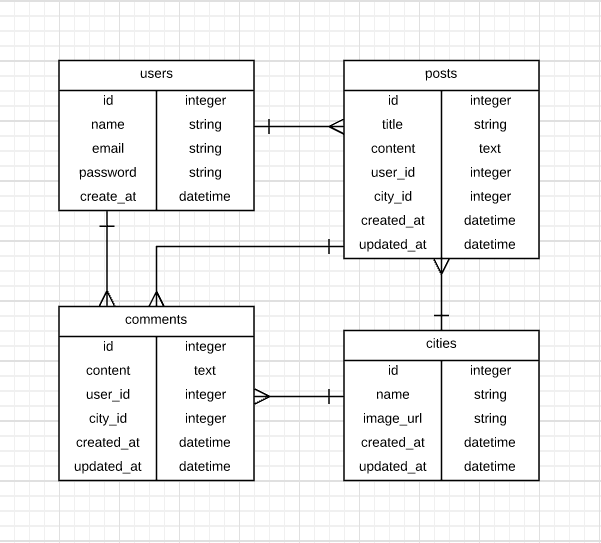 users
id integer
name string
email string
password string
create_at datetime
posts
id integer
title string
content text
user_id integer
city_id integer
created_at datetime
updated_at datetime
comments
id integer
content text
user_id integer
city_id integer
created_at datetime
updated_at datetime
cities
id integer
name string
image_url string
created_at datetime
updated_at datetime